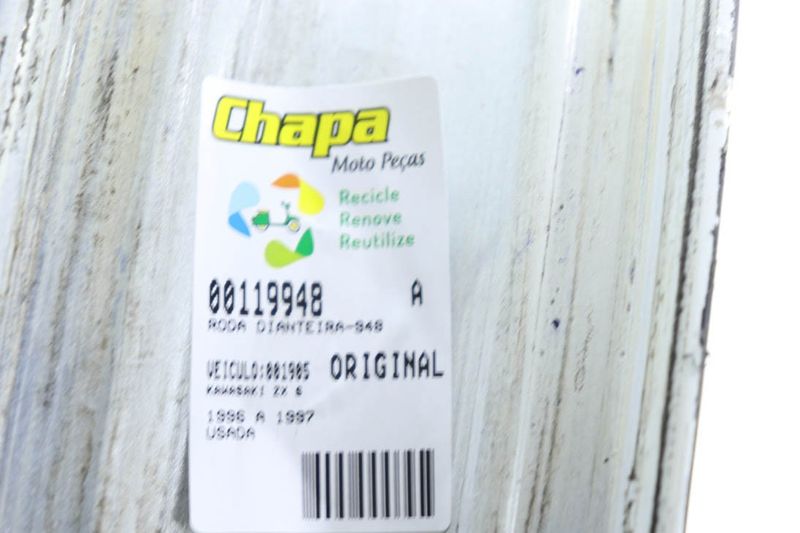 Chapa
Moto Peças
Recicle
Renove
Reutilize
00119948 A
RODA DIANTEIRA-948
VEICULO:001905 ORIGINAL
KAWASAKI ZX 6
1996 A 1997
USADA